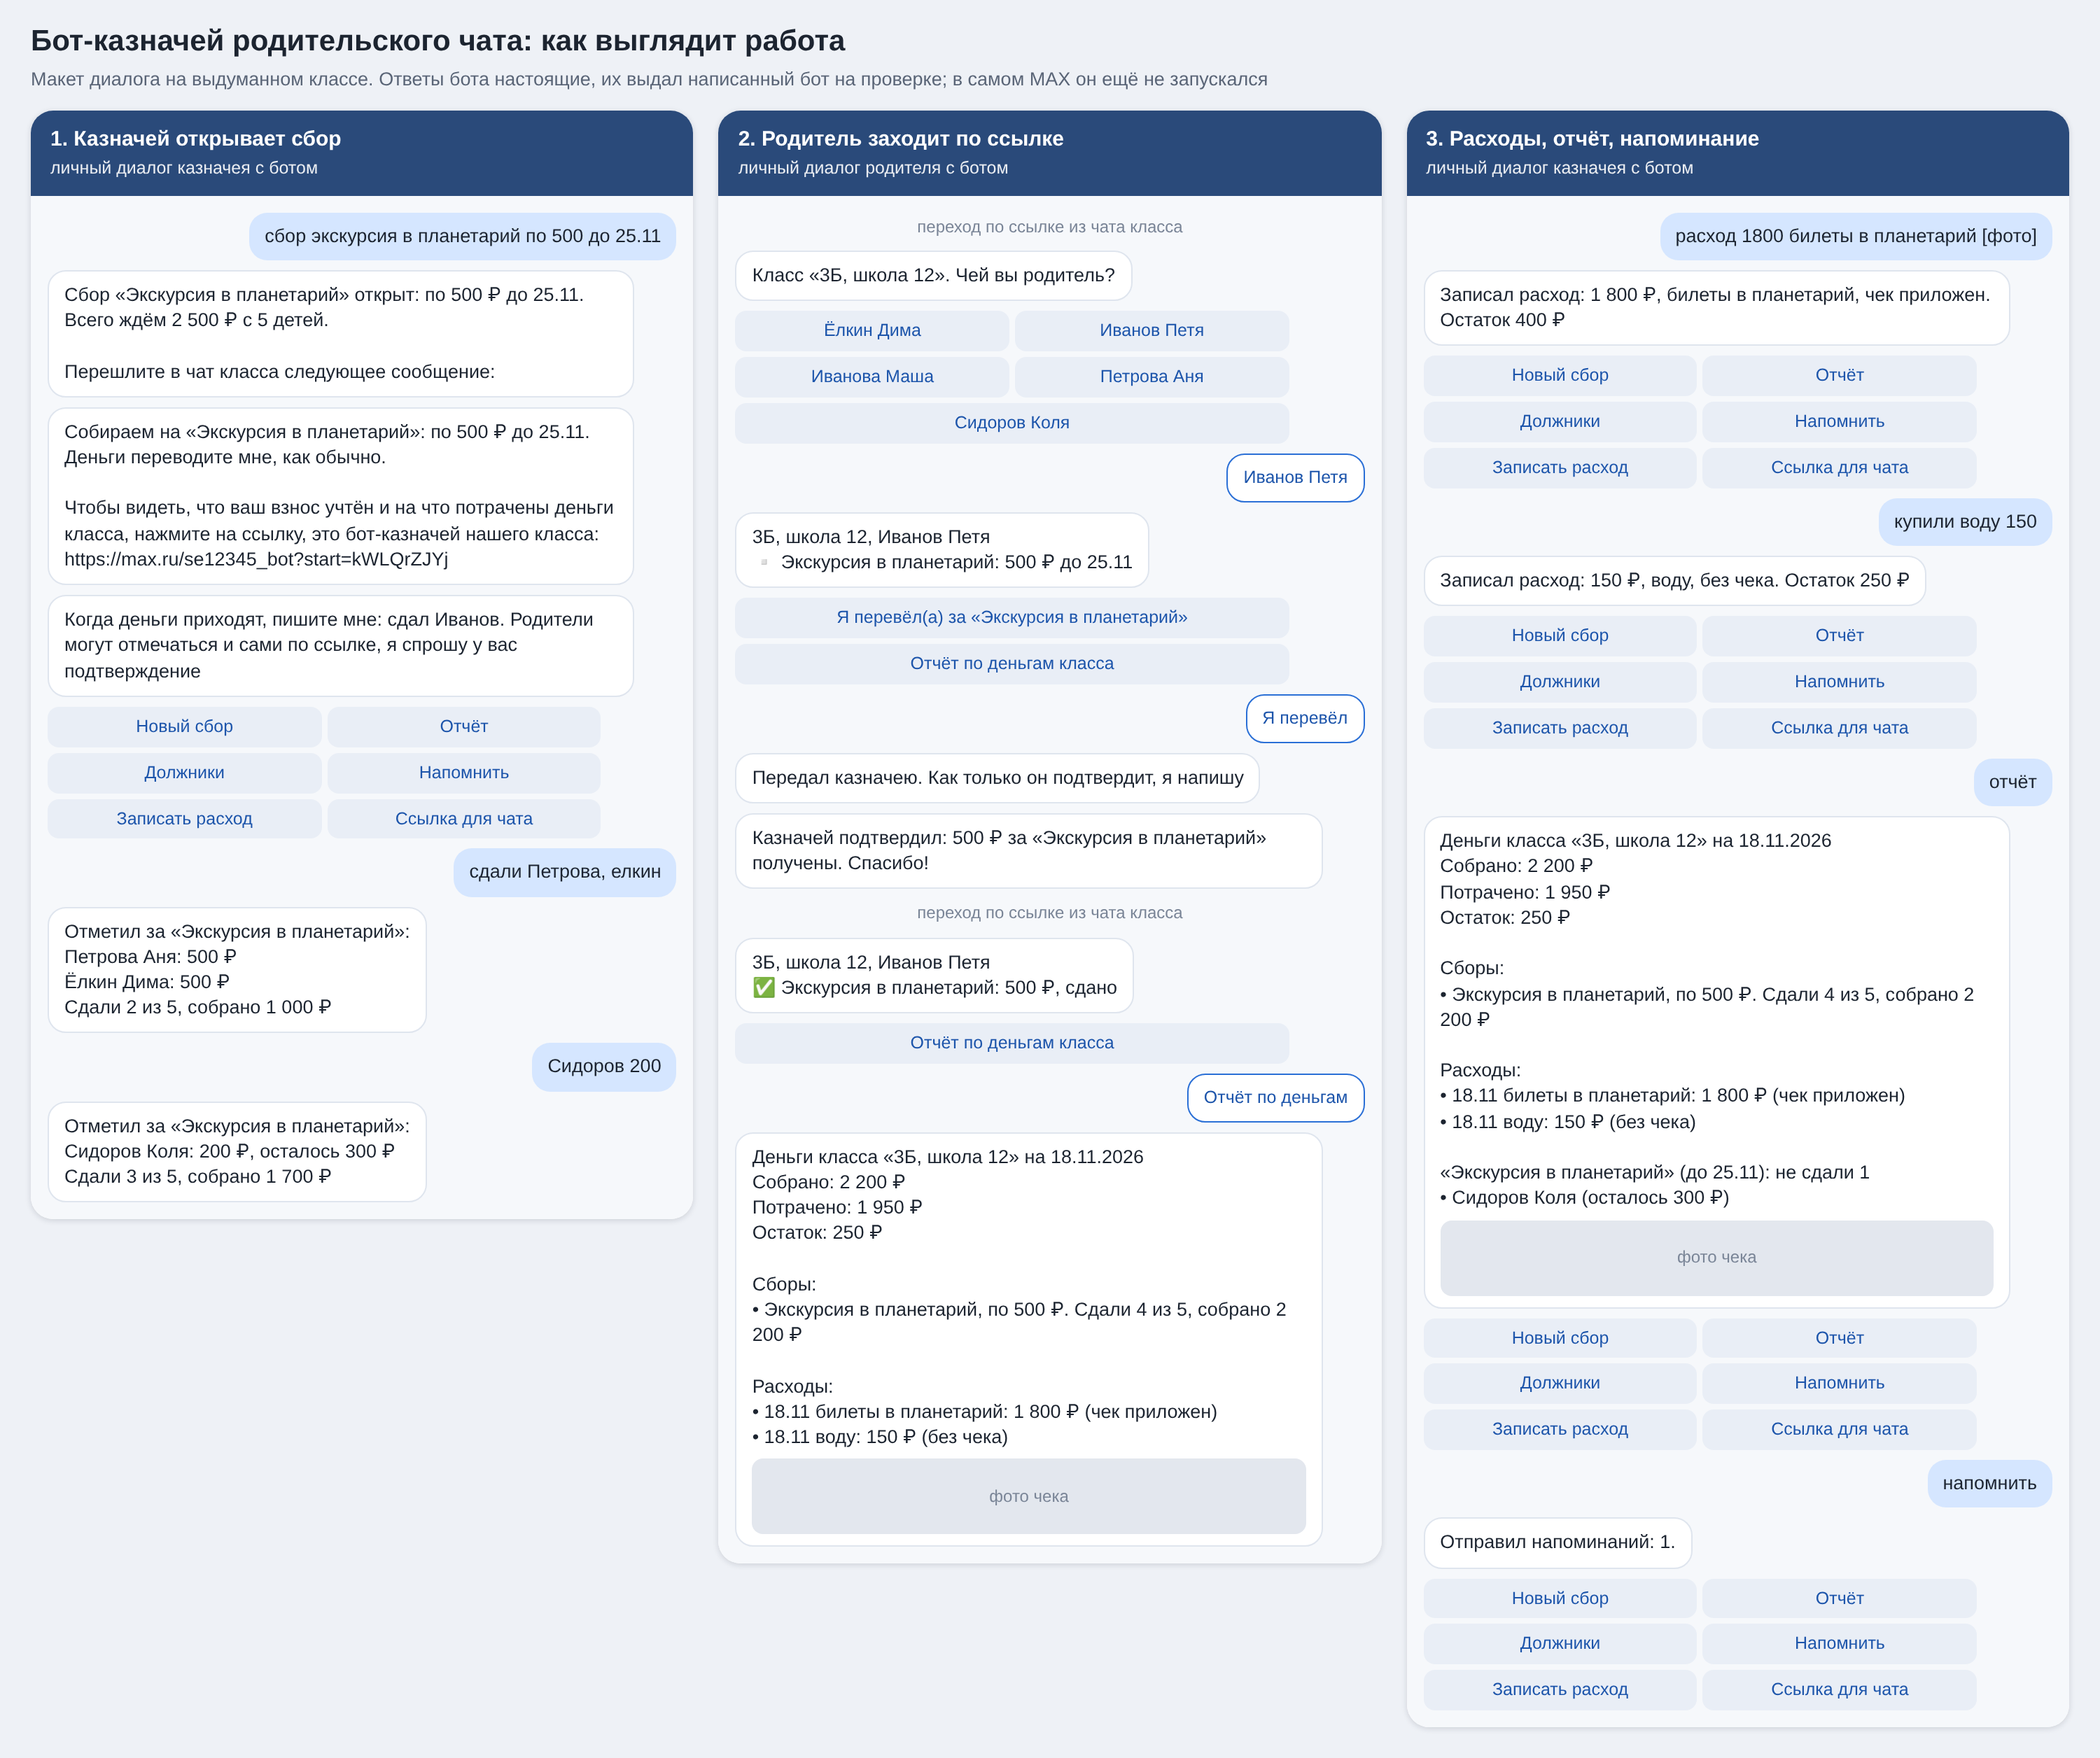 Бот-казначей родительского чата: как выглядит работа
Макет диалога на выдуманном классе. Ответы бота настоящие, их выдал написанный бот на проверке; в самом MAX он ещё не запускался
1. Казначей открывает сбор
личный диалог казначея с ботом
сбор экскурсия в планетарий по 500 до 25.11
Сбор «Экскурсия в планетарий» открыт: по 500 ₽ до 25.11.
Всего ждём 2 500 ₽ с 5 детей.
Перешлите в чат класса следующее сообщение:
Собираем на «Экскурсия в планетарий»: по 500 ₽ до 25.11.
Деньги переводите мне, как обычно.
Чтобы видеть, что ваш взнос учтён и на что потрачены деньги
класса, нажмите на ссылку, это бот-казначей нашего класса:
https://max.ru/se12345_bot?start=kWLQrZJYj
Когда деньги приходят, пишите мне: сдал Иванов. Родители
могут отмечаться и сами по ссылке, я спрошу у вас
подтверждение
Новый сбор
Отчёт
Должники
Напомнить
Записать расход
Ссылка для чата
сдали Петрова, елкин
Отметил за «Экскурсия в планетарий»:
Петрова Аня: 500 ₽
Ёлкин Дима: 500 ₽
Сдали 2 из 5, собрано 1 000 ₽
Сидоров 200
Отметил за «Экскурсия в планетарий»:
Сидоров Коля: 200 ₽, осталось 300 ₽
Сдали 3 из 5, собрано 1 700 ₽
2. Родитель заходит по ссылке
личный диалог родителя с ботом
переход по ссылке из чата класса
Класс «3Б, школа 12». Чей вы родитель?
Ёлкин Дима
Иванов Петя
Иванова Маша
Петрова Аня
Сидоров Коля
Иванов Петя
3Б, школа 12, Иванов Петя
▫️ Экскурсия в планетарий: 500 ₽ до 25.11
Я перевёл(а) за «Экскурсия в планетарий»
Отчёт по деньгам класса
Я перевёл
Передал казначею. Как только он подтвердит, я напишу
Казначей подтвердил: 500 ₽ за «Экскурсия в планетарий»
получены. Спасибо!
переход по ссылке из чата класса
3Б, школа 12, Иванов Петя
✅ Экскурсия в планетарий: 500 ₽, сдано
Отчёт по деньгам класса
Отчёт по деньгам
Деньги класса «3Б, школа 12» на 18.11.2026
Собрано: 2 200 ₽
Потрачено: 1 950 ₽
Остаток: 250 ₽
Сборы:
• Экскурсия в планетарий, по 500 ₽. Сдали 4 из 5, собрано 2
200 ₽
Расходы:
• 18.11 билеты в планетарий: 1 800 ₽ (чек приложен)
• 18.11 воду: 150 ₽ (без чека)
фото чека
3. Расходы, отчёт, напоминание
личный диалог казначея с ботом
расход 1800 билеты в планетарий [фото]
Записал расход: 1 800 ₽, билеты в планетарий, чек приложен.
Остаток 400 ₽
Новый сбор
Отчёт
Должники
Напомнить
Записать расход
Ссылка для чата
купили воду 150
Записал расход: 150 ₽, воду, без чека. Остаток 250 ₽
Новый сбор
Отчёт
Должники
Напомнить
Записать расход
Ссылка для чата
отчёт
Деньги класса «3Б, школа 12» на 18.11.2026
Собрано: 2 200 ₽
Потрачено: 1 950 ₽
Остаток: 250 ₽
Сборы:
• Экскурсия в планетарий, по 500 ₽. Сдали 4 из 5, собрано 2
200 ₽
Расходы:
• 18.11 билеты в планетарий: 1 800 ₽ (чек приложен)
• 18.11 воду: 150 ₽ (без чека)
«Экскурсия в планетарий» (до 25.11): не сдали 1
• Сидоров Коля (осталось 300 ₽)
фото чека
Новый сбор
Отчёт
Должники
Напомнить
Записать расход
Ссылка для чата
напомнить
Отправил напоминаний: 1.
Новый сбор
Отчёт
Должники
Напомнить
Записать расход
Ссылка для чата